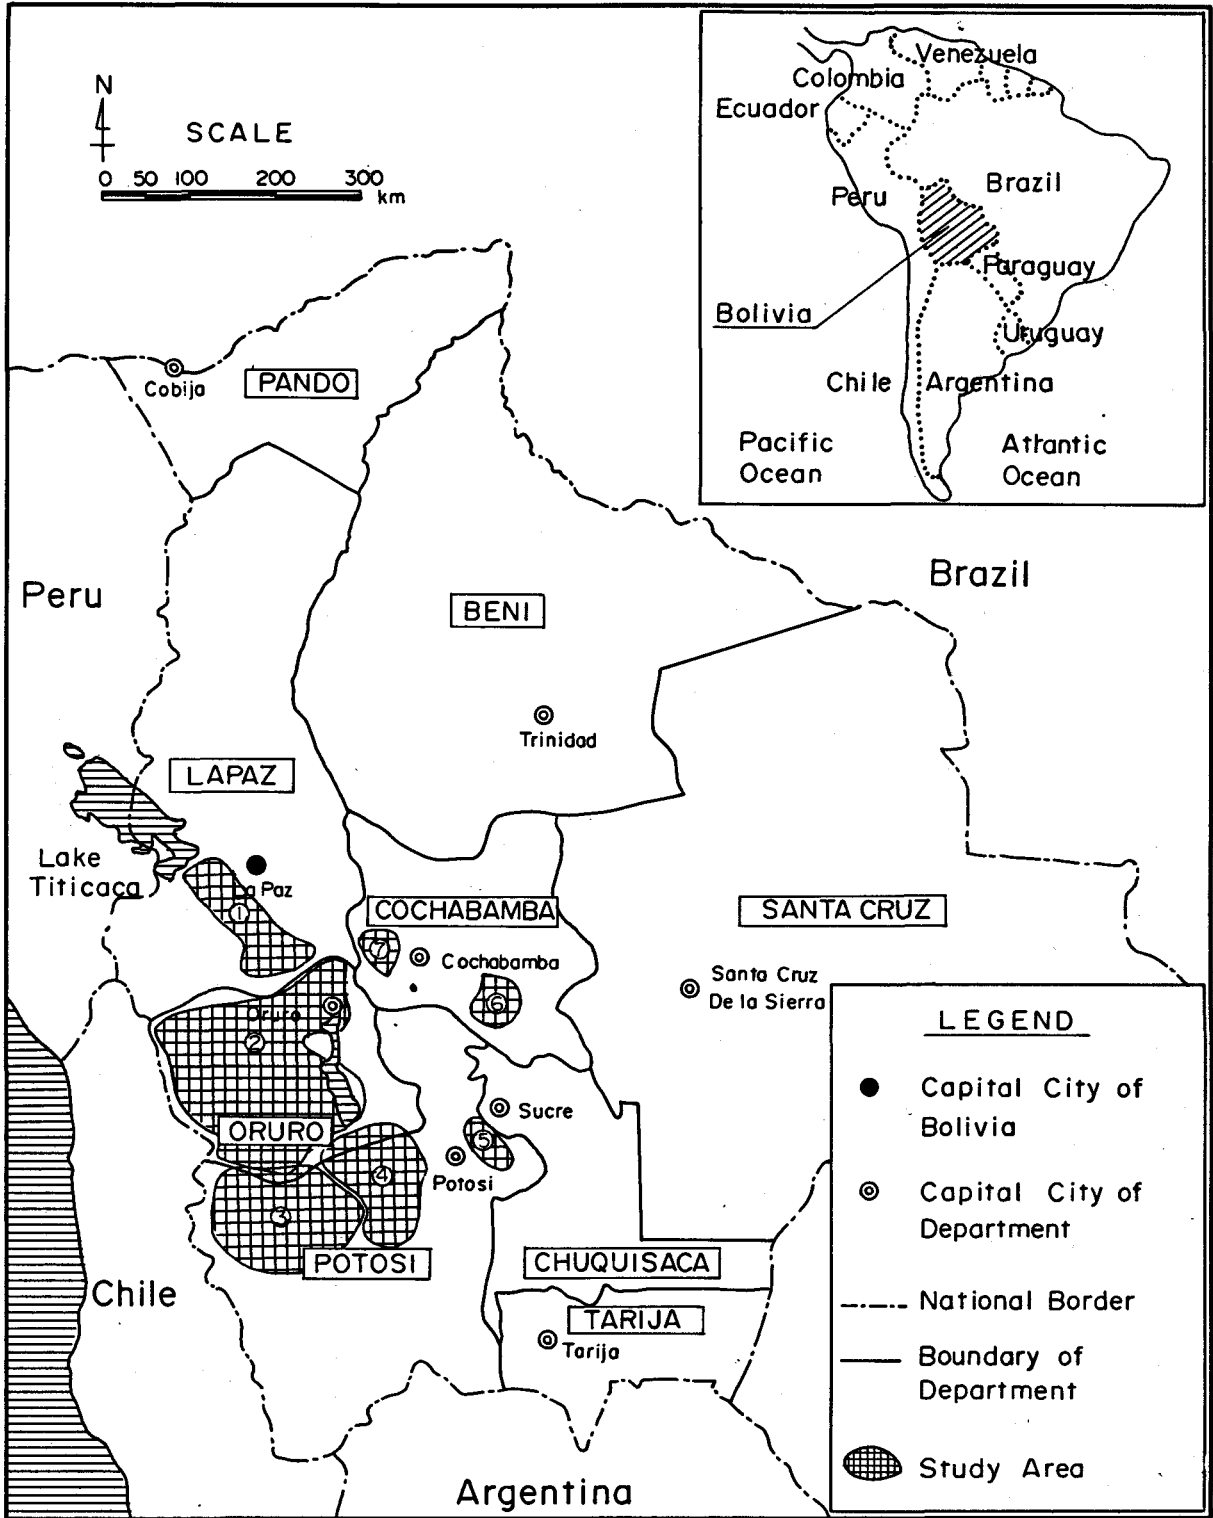 N
SCALE
0 50 100 200 300
km
Venezuela
Colombia
Ecuador
Peru
Brazil
Paraguay
Bolivia
Uruguay
Chile
Argentina
Pacific
Ocean
Atlantic
Ocean
Cobija
PANDO
Peru
Brazil
BENI
Trinidad
LAPAZ
Lake
Titicaca
La Paz
1
COCHABAMBA
SANTA CRUZ
7
Cochabamba
6
Santa Cruz
De la Sierra
Oruro
2
Sucre
ORURO
5
4
Potosi
3
POTOSI
CHUQUISACA
Chile
TARIJA
Tarija
Argentina
LEGEND
Capital City of
Bolivia
Capital City of
Department
National Border
Boundary of
Department
Study Area